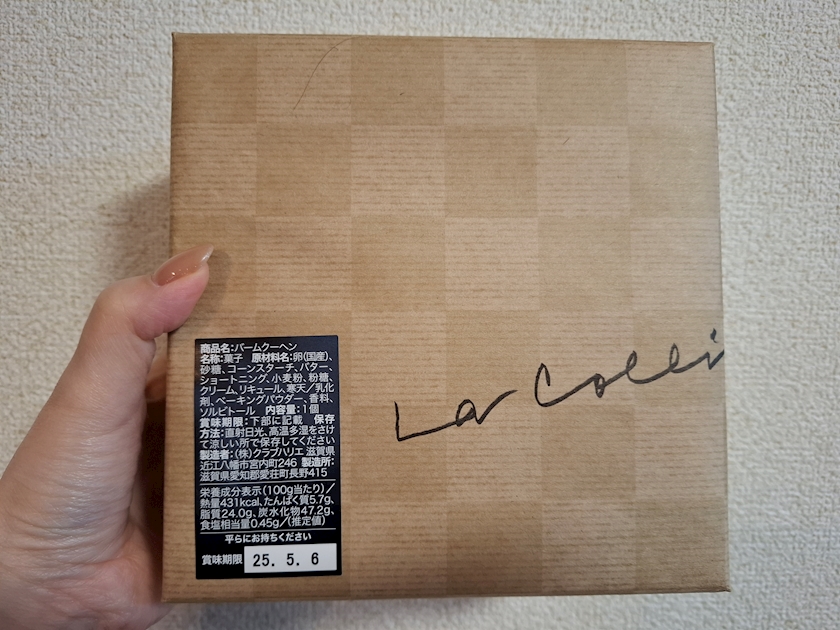 商品名:バームクーヘン
名称:菓子 原材料名:卵(国産)、
砂糖、コーンスターチ、バター、
ショートニング、小麦粉、粉糖、
クリーム、リキュール、寒天/乳化
剤、ベーキングパウダー、香料、
ソルビトール 内容量:1個
賞味期限:下部に記載 保存
方法:直射日光、高温多湿をさけ
て涼しい所で保存してください
製造者:(株)クラブハリエ 滋賀県
近江八幡市宮内町246 製造所:
滋賀県愛知郡愛荘町長野415
栄養成分表示(100g当たり)/
熱量431kcal、たんぱく質5.7g、
脂質24.0g、炭水化物47.2g、
食塩相当量0.45g/(推定値)
平らにお持ちください
賞味期限 25. 5. 6
La Colli